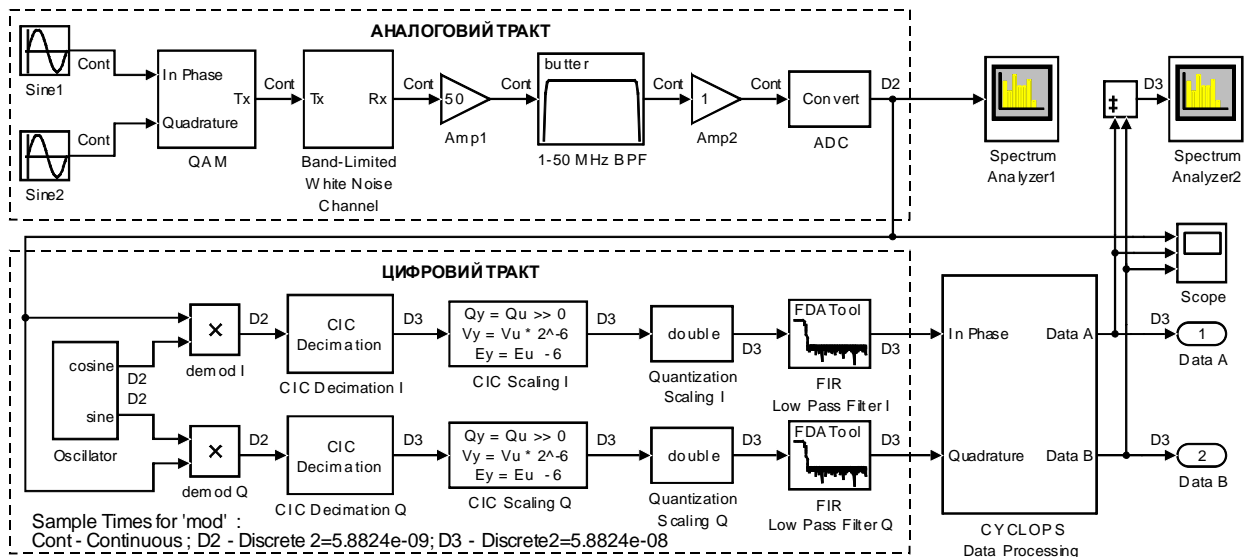 АНАЛОГОВИЙ ТРАКТ
Sine1
Cont
Sine2
Cont
In Phase
Tx
Quadrature
QAM
Cont
Tx
Rx
Band-Limited
White Noise
Channel
Cont
50
Amp1
Cont
butter
1-50 MHz BPF
Cont
1
Amp2
Cont
Convert
ADC
D2
Spectrum
Analyzer1
D3
Spectrum
Analyzer2
Scope
ЦИФРОВИЙ ТРАКТ
cosine
D2
D2
sine
Oscillator
×
demod I
D2
CIC
Decimation
CIC Decimation I
D3
Qy = Qu >> 0
Vy = Vu * 2^-6
Ey = Eu - 6
CIC Scaling I
D3
double
Quantization
Scaling I
D3
FDATool
FIR
Low Pass Filter I
D3
×
demod Q
D2
CIC
Decimation
CIC Decimation Q
D3
Qy = Qu >> 0
Vy = Vu * 2^-6
Ey = Eu - 6
CIC Scaling Q
D3
double
Quantization
Scaling Q
D3
FDATool
FIR
Low Pass Filter Q
D3
In Phase
Data A
Quadrature
Data B
CYCLOPS
Data Processing
D3
1
Data A
D3
2
Data B
Sample Times for 'mod' :
Cont - Continuous ; D2 - Discrete 2=5.8824e-09; D3 - Discrete2=5.8824e-08